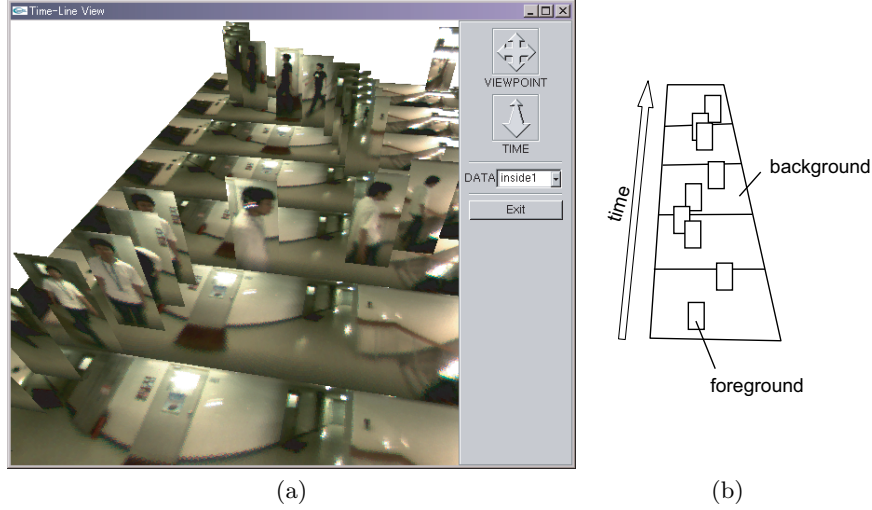 Time-Line View
VIEWPOINT
TIME
DATA inside1
Exit
(a)
time
background
foreground
(b)